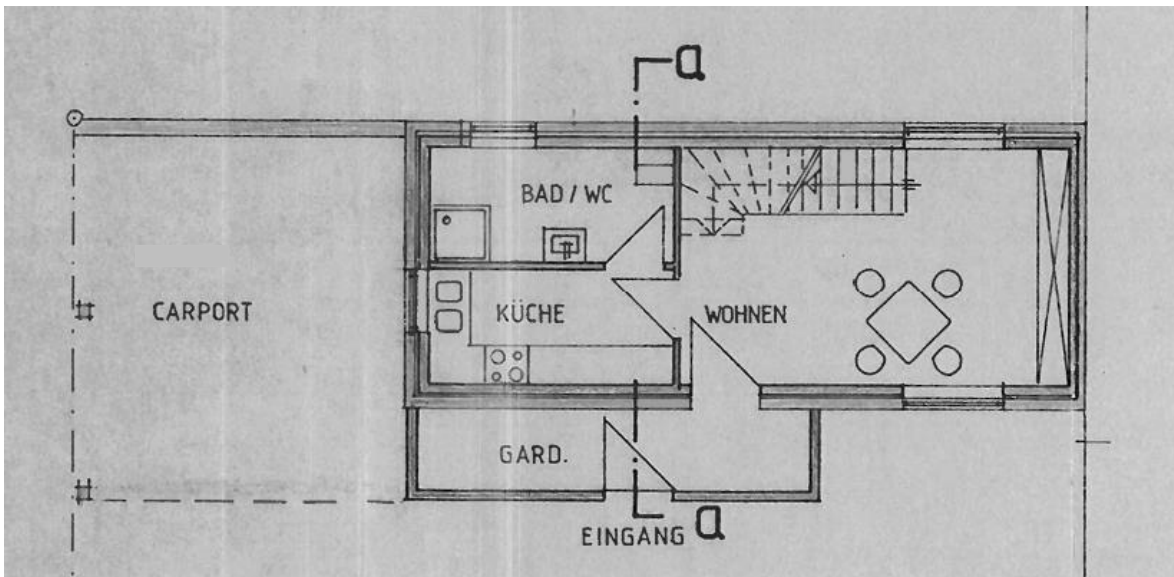 a
BAD / WC
CARPORT
KÜCHE
WOHNEN
GARD.
EINGANG
a